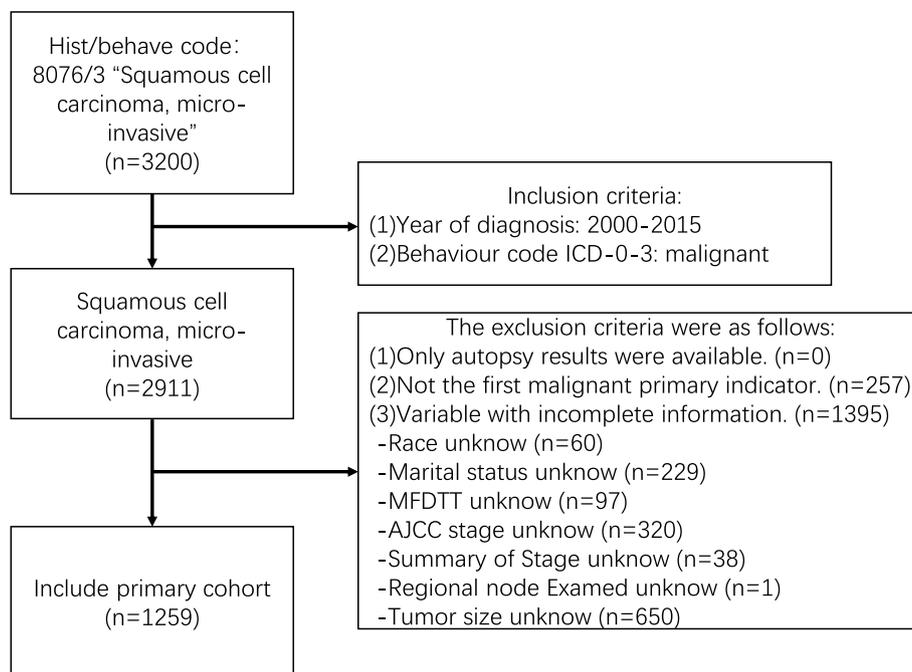 Hist/behave code:
8076/3 “Squamous cell
carcinoma, micro-
invasive”
(n=3200)
Inclusion criteria:
(1)Year of diagnosis: 2000-2015
(2)Behaviour code ICD-0-3: malignant
Squamous cell
carcinoma, micro-
invasive
(n=2911)
The exclusion criteria were as follows:
(1)Only autopsy results were available. (n=0)
(2)Not the first malignant primary indicator. (n=257)
(3)Variable with incomplete information. (n=1395)
-Race unknow (n=60)
-Marital status unknow (n=229)
-MFDTT unknow (n=97)
-AJCC stage unknow (n=320)
-Summary of Stage unknow (n=38)
-Regional node Examed unknow (n=1)
-Tumor size unknow (n=650)
Include primary cohort
(n=1259)